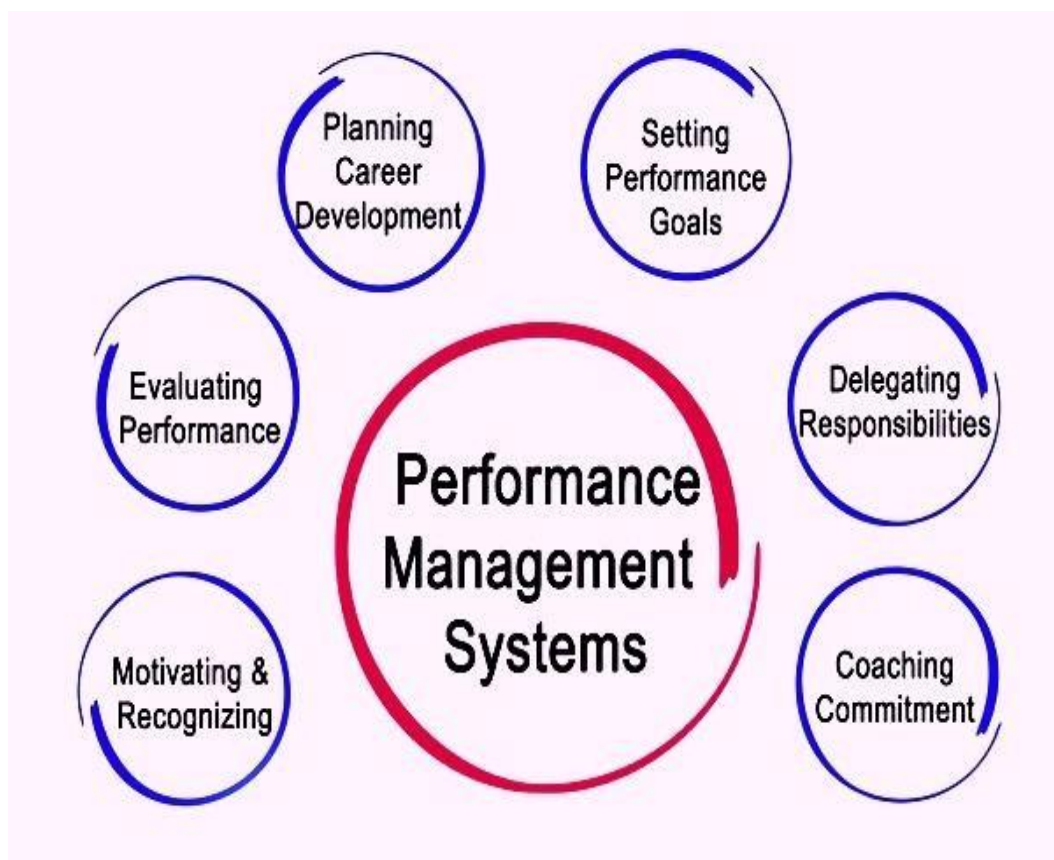 Planning
Career
Development
Setting
Performance
Goals
Evaluating
Performance
Delegating
Responsibilities
Performance
Management
Systems
Motivating &
Recognizing
Coaching
Commitment